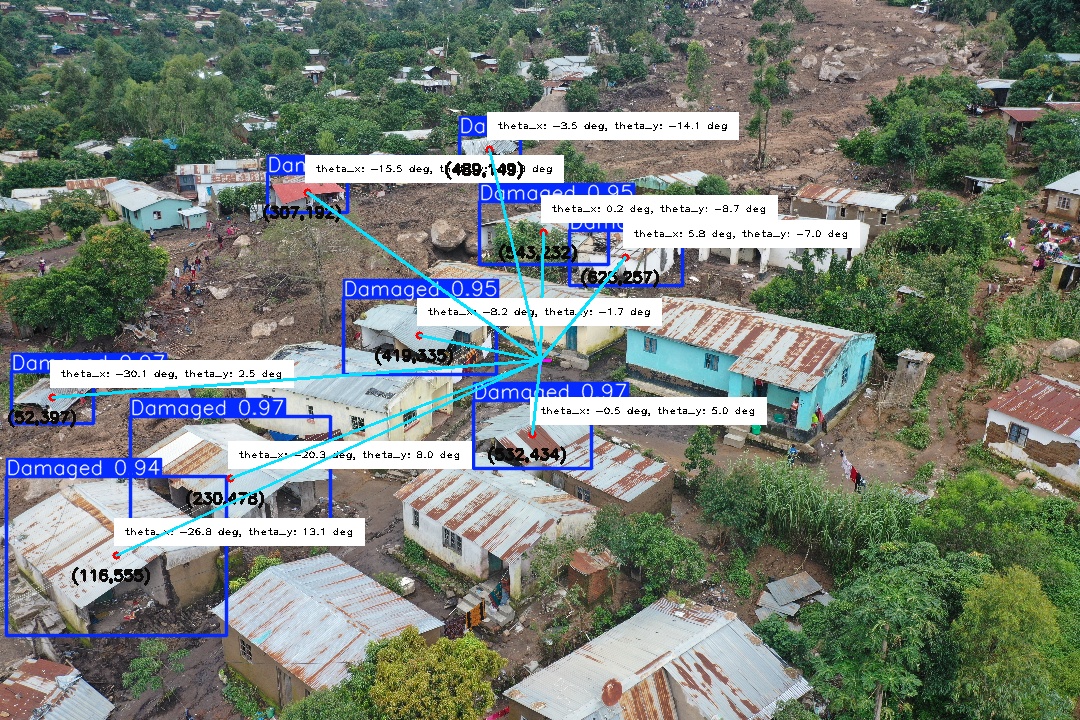 theta_x: -3.5 deg, theta_y: -14.1 deg
theta_x: -15.5 deg,
(489,149)
(307,192)
Damaged 0.95
theta_x: 0.2 deg, theta_y: -8.7 deg
theta_x: 5.8 deg, theta_y: -7.0 deg
(543,232)
(625,257)
Damaged 0.95
theta_x: -8.2 deg, theta_y: -1.7 deg
(419,335)
theta_x: -30.1 deg, theta_y: 2.5 deg
(52,397)
Damaged 0.97
Damaged 0.97
theta_x: -0.5 deg, theta_y: 5.0 deg
(532,434)
theta_x: -20.3 deg, theta_y: 8.0 deg
Damaged 0.94
(230,478)
theta_x: -26.8 deg, theta_y: 13.1 deg
(116,555)